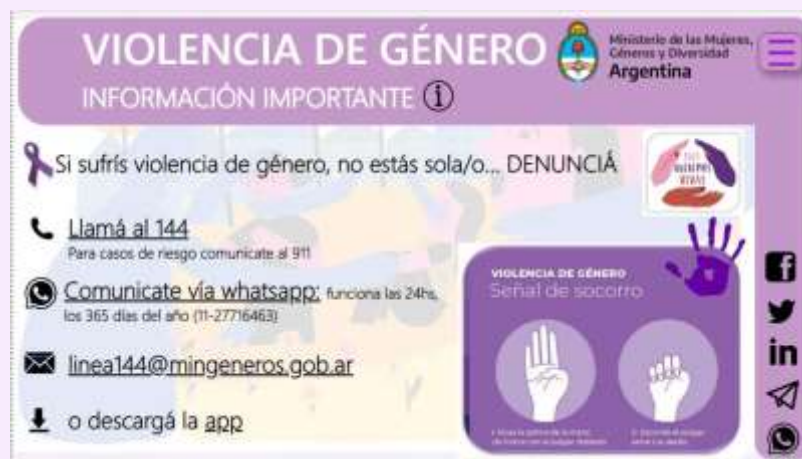 VIOLENCIA DE GÉNERO
Ministerio de las Mujeres,
Géneros y Diversidad
Argentina
INFORMACIÓN IMPORTANTE
Si sufrís violencia de género, no estás sola/o... DENUNCIÁ
VIVAS
Llamá al 144
Para casos de riesgo comunicate al 911
Comunicate vía whatsapp: funciona las 24hs,
los 365 días del año (11-27716463)
linea144@mingeneros.gob.ar
o descargá la app
VIOLENCIA DE GÉNERO
Señal de socorro